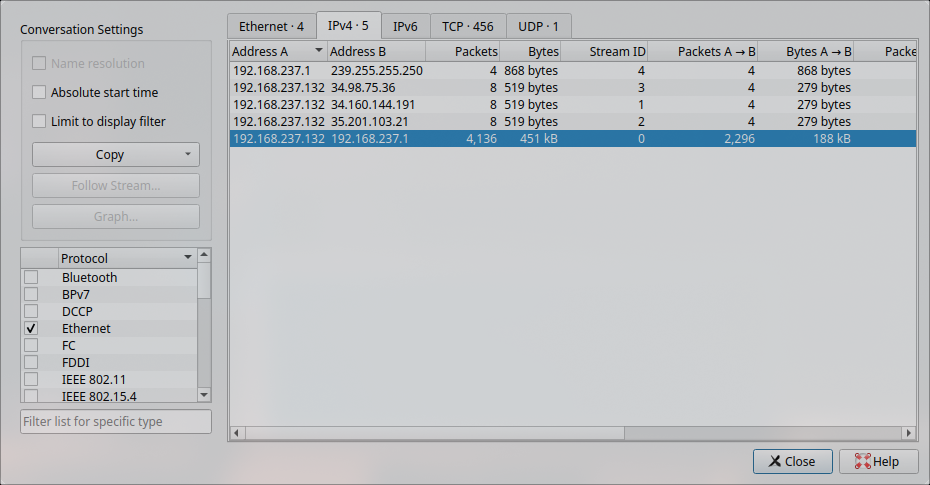 Conversation Settings
Name resolution
Absolute start time
Limit to display filter
Copy
Follow Stream...
Graph...
Protocol
Bluetooth
BPv7
DCCP
Ethernet
FC
FDDI
IEEE 802.11
IEEE 802.15.4
Filter list for specific type
Ethernet · 4 IPv4 · 5 IPv6 TCP · 456 UDP · 1
Address A Address B Packets Bytes Stream ID Packets A → B Bytes A → B Packe
192.168.237.1 239.255.255.250 4 868 bytes 4 4 868 bytes
192.168.237.132 34.98.75.36 8 519 bytes 3 4 279 bytes
192.168.237.132 34.160.144.191 8 519 bytes 1 4 279 bytes
192.168.237.132 35.201.103.21 8 519 bytes 2 4 279 bytes
192.168.237.132 192.168.237.1 4,136 451 kB 0 2,296 188 kB
Close Help